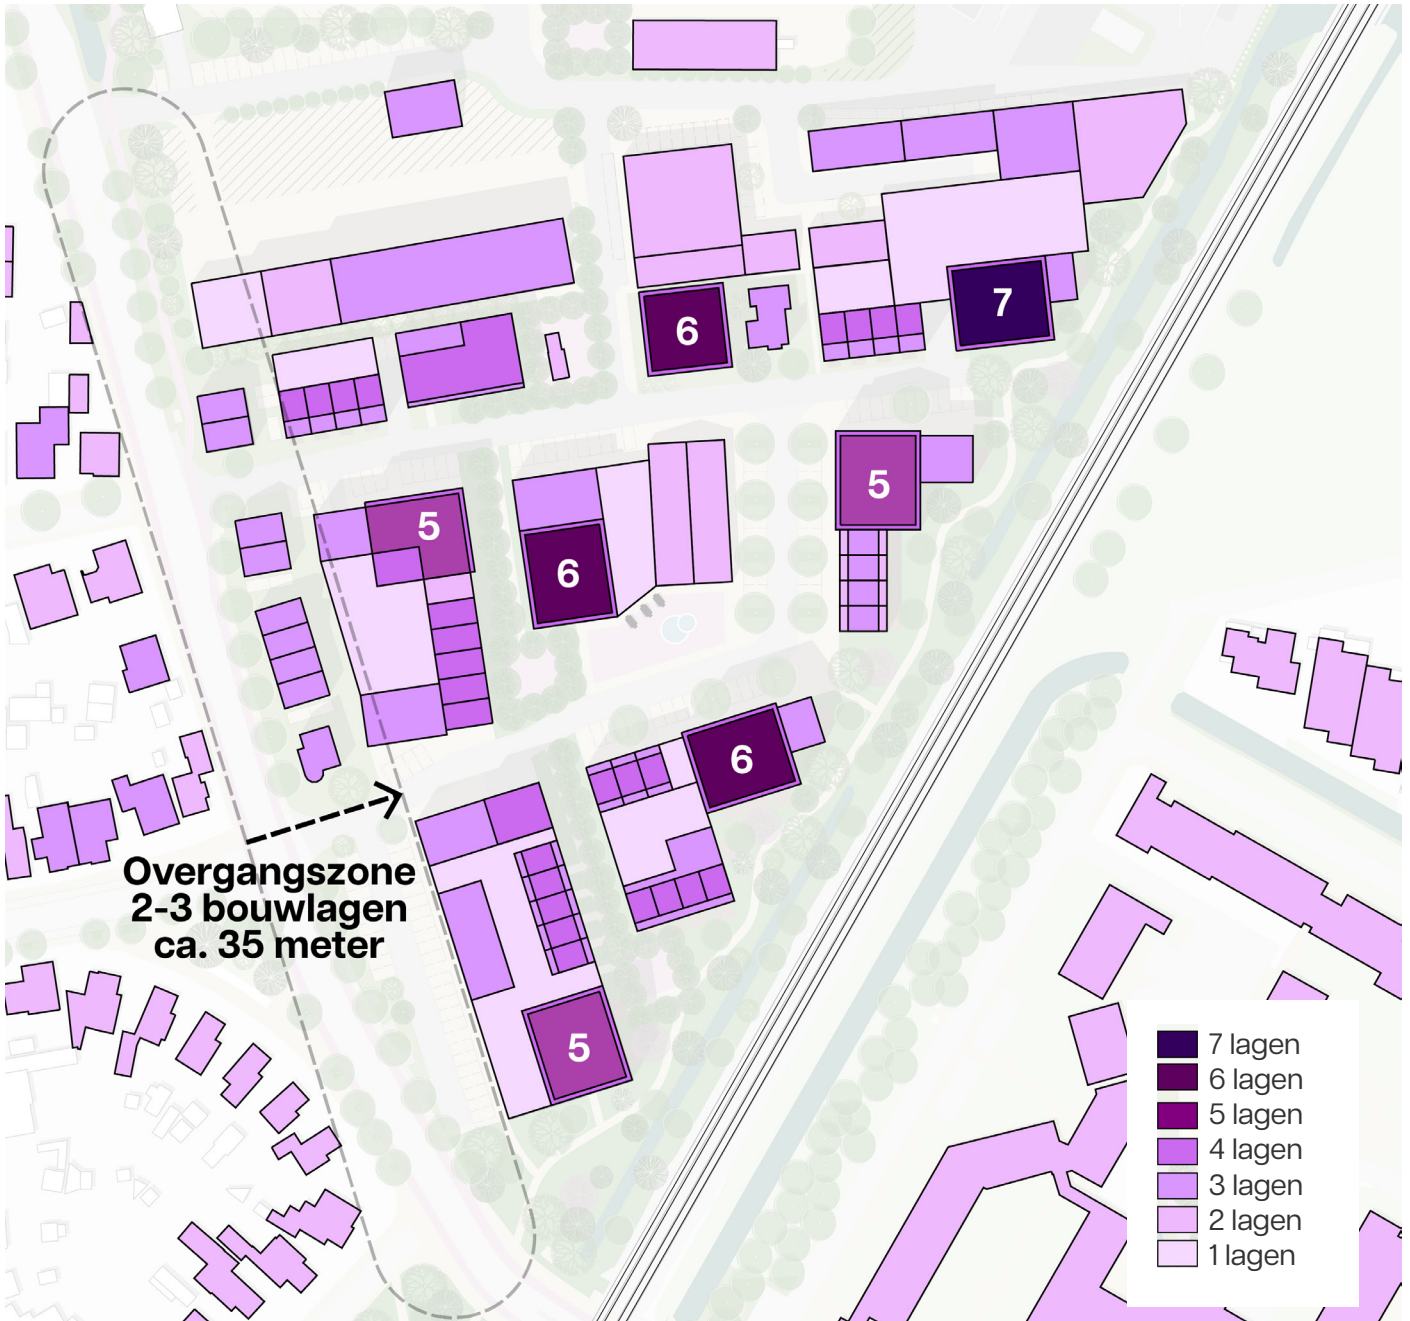 6
7
5
5
6
6
Overgangszone
2-3 bouwlagen
ca. 35 meter
5
7 lagen
6 lagen
5 lagen
4 lagen
3 lagen
2 lagen
1 lagen